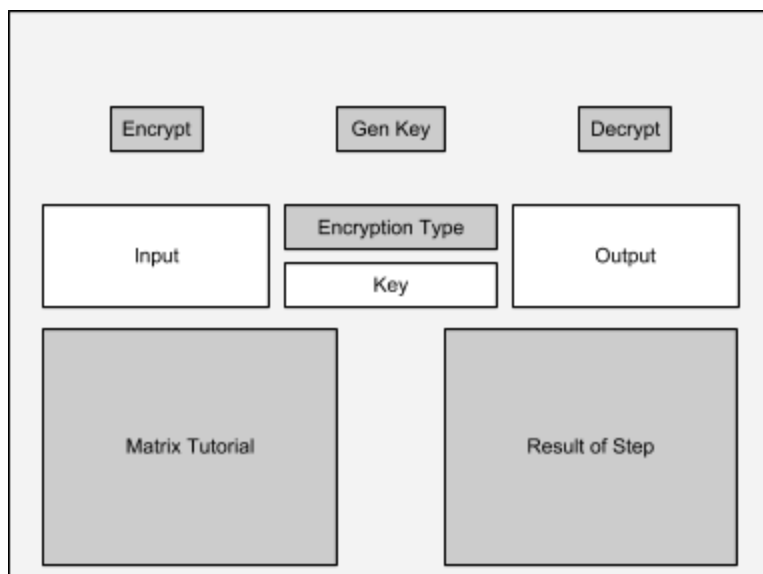 Encrypt
Gen Key
Decrypt
Input
Encryption Type
Key
Output
Matrix Tutorial
Result of Step